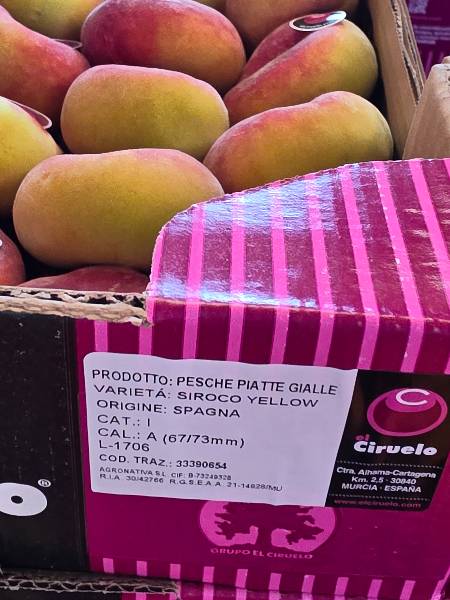 PRODOTTO: PESCHE PIATTE GIALLE
VARIETÁ: SIROCO YELLOW
ORIGINE: SPAGNA
CAT.: I
CAL.: A (67/73mm)
L-1706
COD. TRAZ.: 33390654
AGRONATIVA S.L. CIF: B-73249328
R.I.A 30/42766 R.G.S.E.A.A. 21-14828/MU
el
Ciruelo
Ctra. Alhama-Cartagena
Km. 2,5 · 30840
MURCIA · ESPAÑA
www.elciruelo.com
o®
GRUPO EL CIRUELO